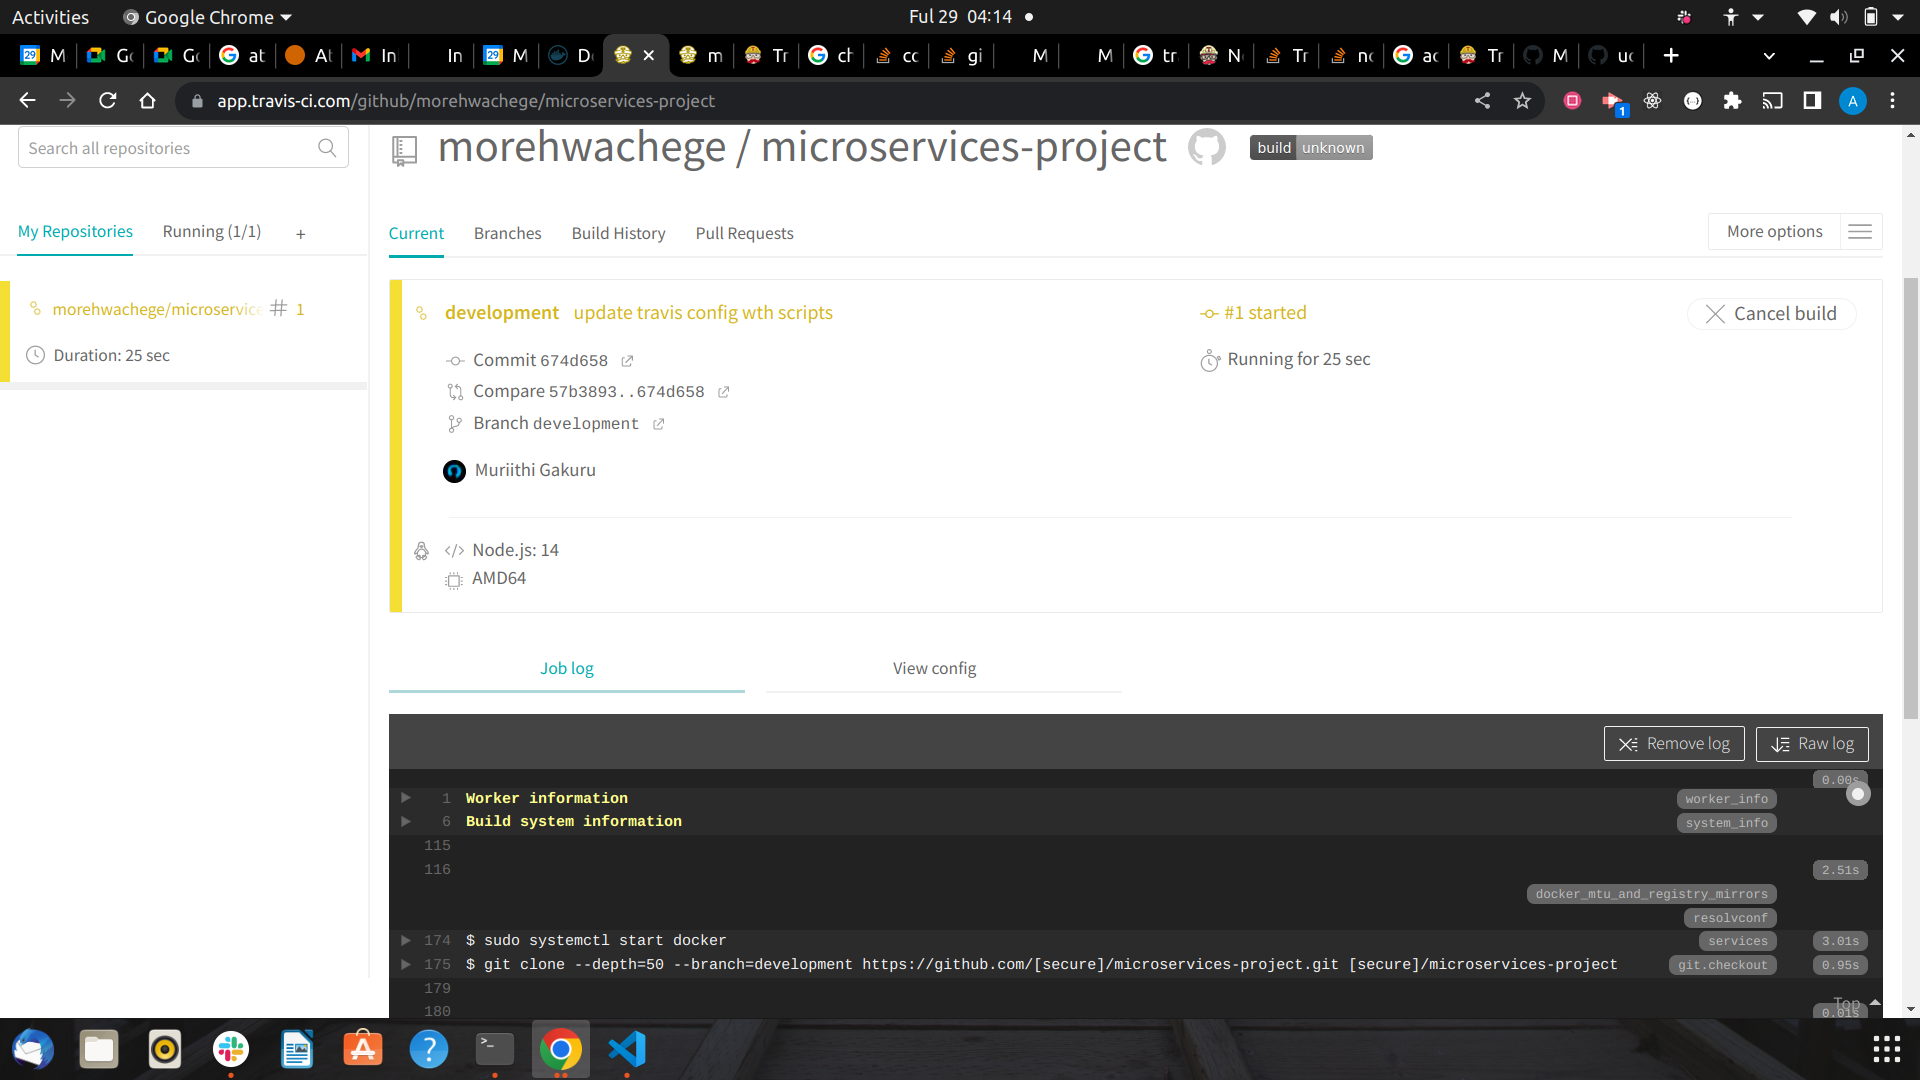 Activities Google Chrome Ful 29 04:14
M Go Go at At In In M D m Tr ch cc gi M M tr N Tr no ac Tr M uc
app.travis-ci.com/github/morehwachege/microservices-project 1 A
Search all repositories
morehwachege / microservices-project build unknown
My Repositories Running (1/1) +
Current Branches Build History Pull Requests More options
morehwachege/microservice # 1
Duration: 25 sec
development update travis config wth scripts #1 started Cancel build
Commit 674d658 Running for 25 sec
Compare 57b3893..674d658
Branch development
Muriithi Gakuru
Node.js: 14
AMD64
Job log View config
Remove log Raw log
0.00s
1 Worker information worker_info
6 Build system information system_info
115
116 2.51s
docker_mtu_and_registry_mirrors
resolvconf
174 $ sudo systemctl start docker services 3.01s
175 $ git clone --depth=50 --branch=development https://github.com/[secure]/microservices-project.git [secure]/microservices-project git.checkout 0.95s
179
Top
180 0.01s